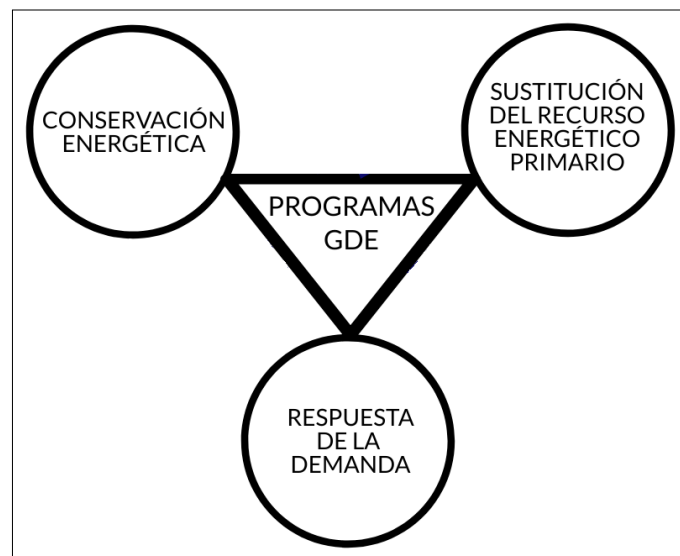 CONSERVACIÓN
ENERGÉTICA
SUSTITUCIÓN
DEL RECURSO
ENERGÉTICO
PRIMARIO
PROGRAMAS
GDE
RESPUESTA
DE LA
DEMANDA